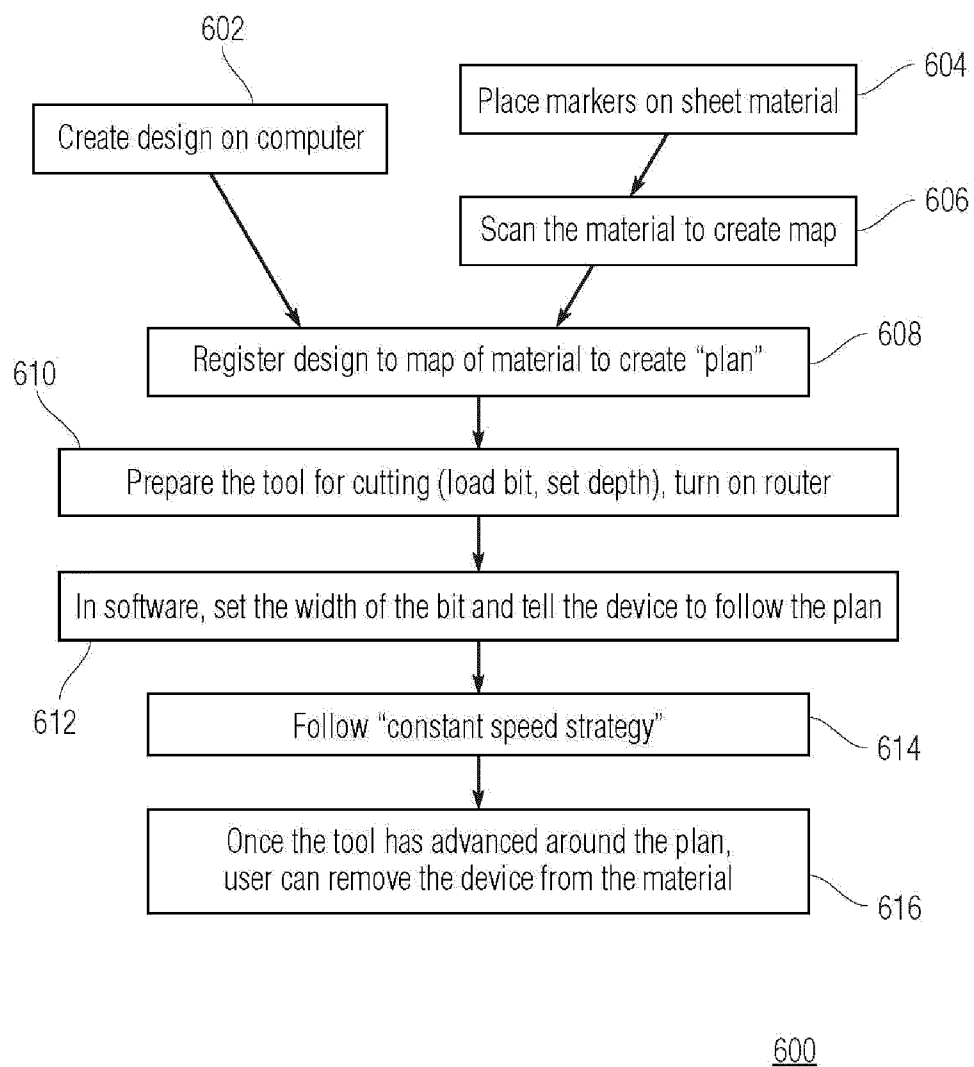 602
Create design on computer
604
Place markers on sheet material
606
Scan the material to create map
608
Register design to map of material to create “plan”
610
Prepare the tool for cutting (load bit, set depth), turn on router
In software, set the width of the bit and tell the device to follow the plan
612
Follow “constant speed strategy”
614
Once the tool has advanced around the plan,
user can remove the device from the material
616
600